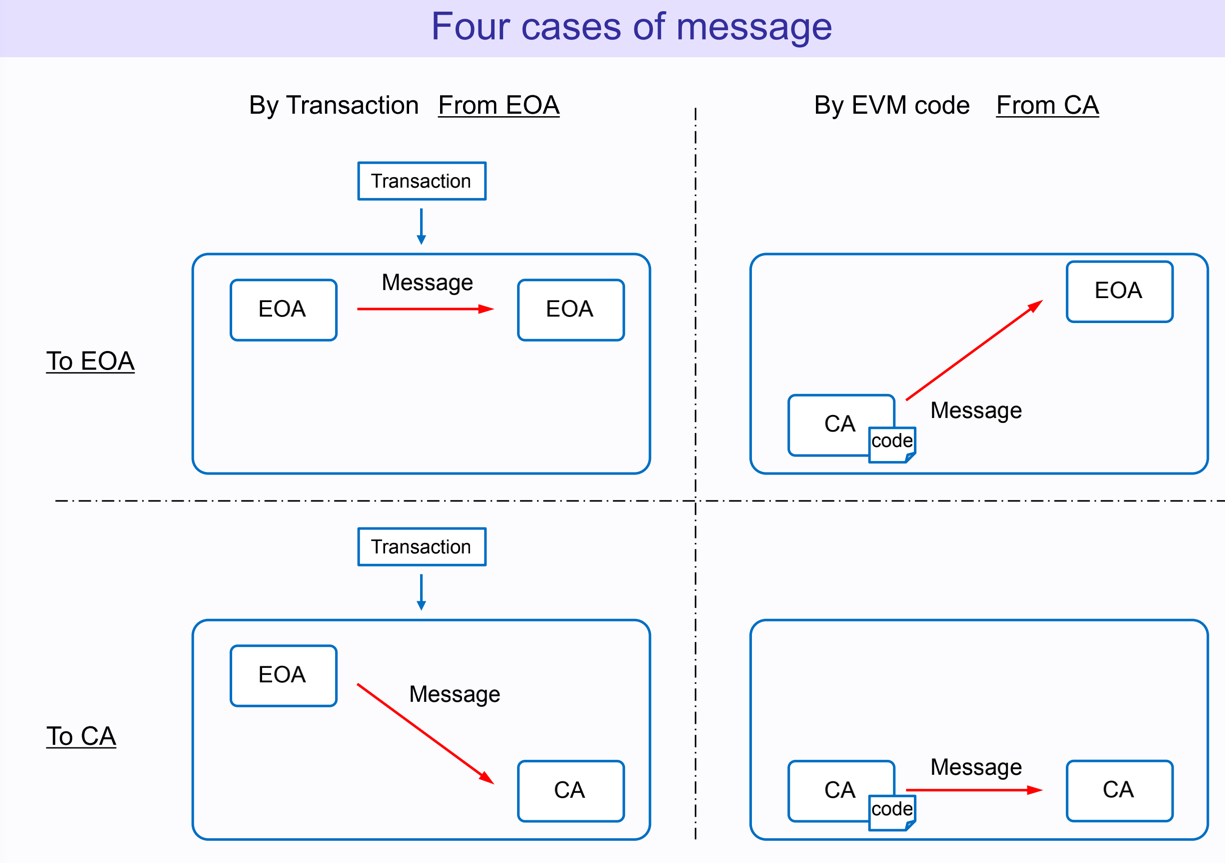 Four cases of message
By Transaction From EOA
By EVM code From CA
Transaction
To EOA
EOA
Message
EOA
EOA
CA
code
Message
Transaction
To CA
EOA
Message
CA
CA
code
Message
CA